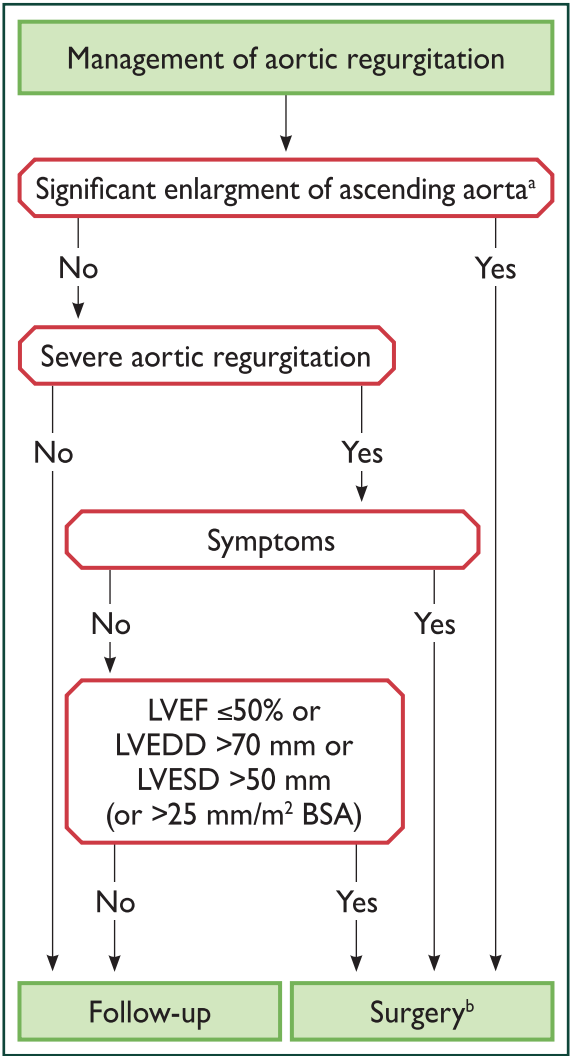 Management of aortic regurgitation
Significant enlargment of ascending aortaᵃ
No
Yes
Severe aortic regurgitation
No
Yes
Symptoms
No
Yes
LVEF ≤50% or
LVEDD >70 mm or
LVESD >50 mm
(or >25 mm/m² BSA)
No
Yes
Follow-up
Surgeryᵇ